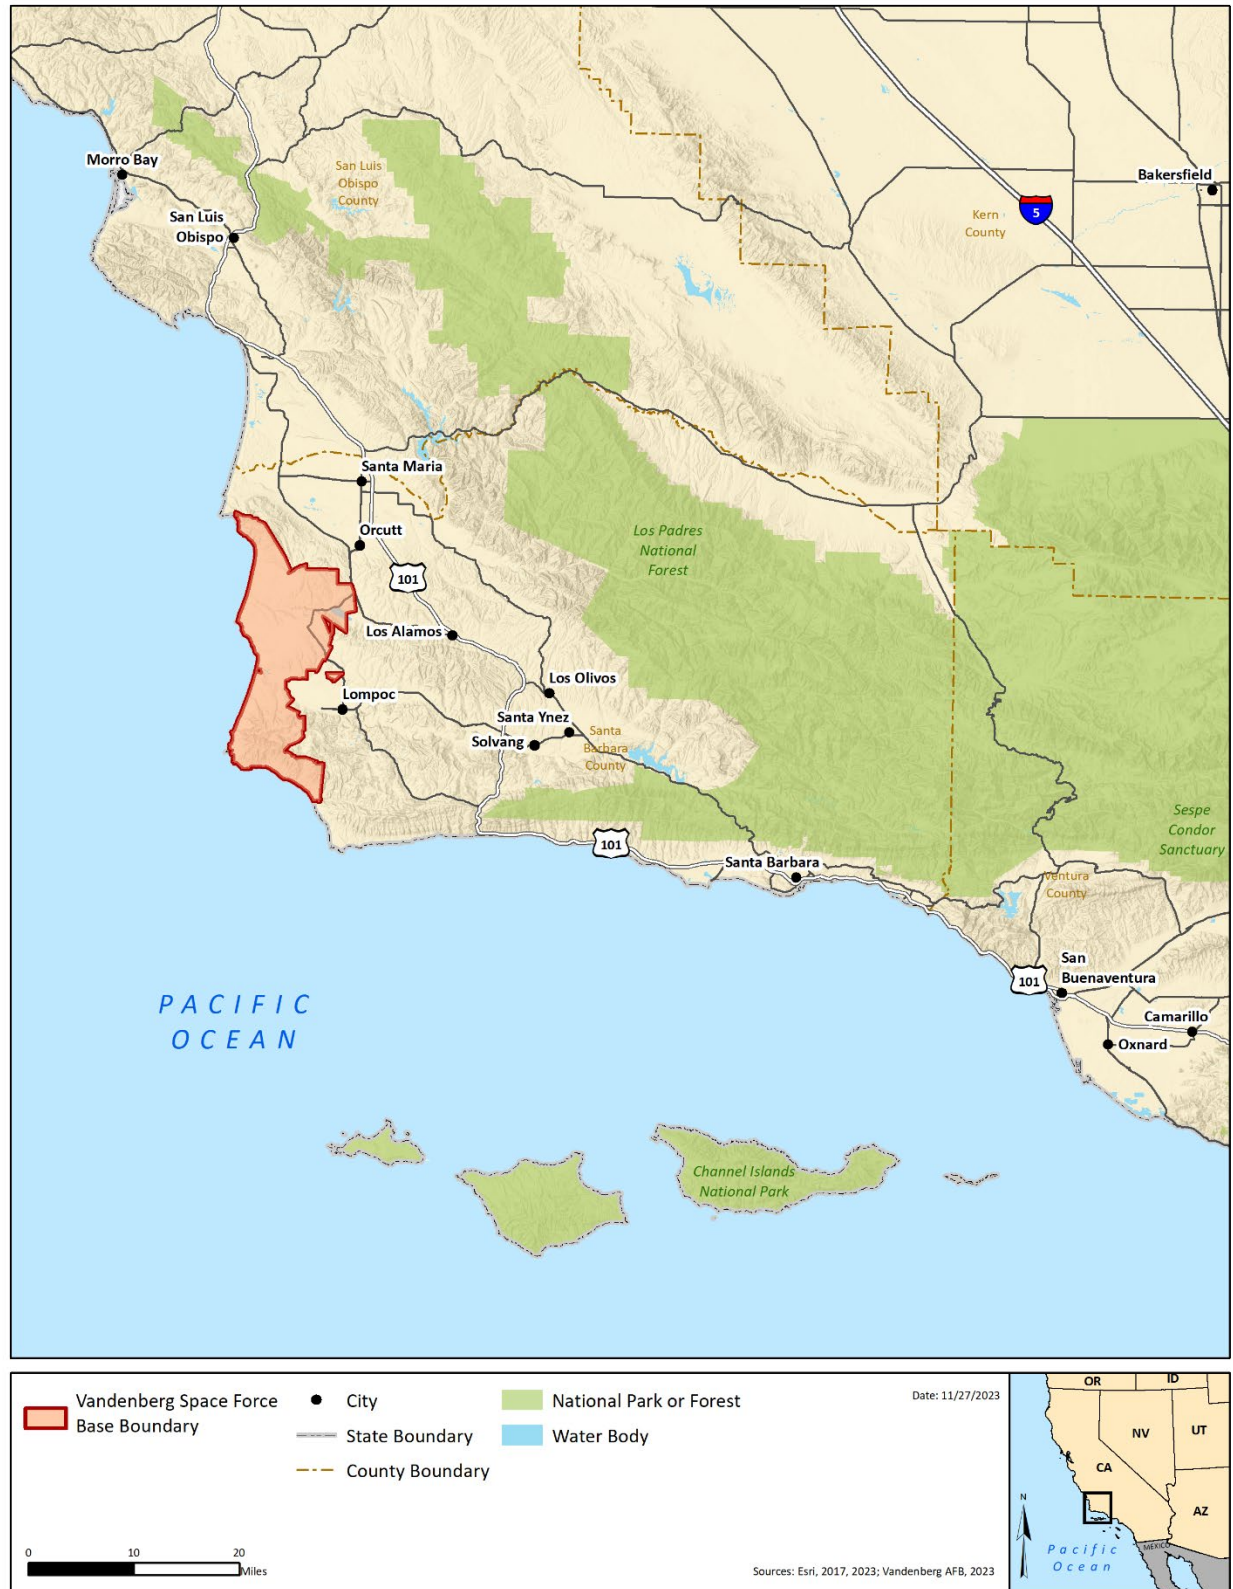 Morro Bay
San Luis
Obispo
San Luis
Obispo
County
Bakersfield
Kern
County
5
Santa Maria
Orcutt
101
Los Padres
National
Forest
Los Alamos
Los Olivos
Lompoc
Santa Ynez
Solvang
Santa
Barbara
County
Sespe
Condor
Sanctuary
101
Santa Barbara
Ventura
County
San
Buenaventura
101
Camarillo
Oxnard
PACIFIC
OCEAN
Channel Islands
National Park
Vandenberg Space Force
Base Boundary
City
State Boundary
County Boundary
National Park or Forest
Water Body
Date: 11/27/2023
0 10 20
Miles
Sources: Esri, 2017, 2023; Vandenberg AFB, 2023
N
OR
ID
NV
UT
CA
AZ
MEXICO
Pacific
Ocean